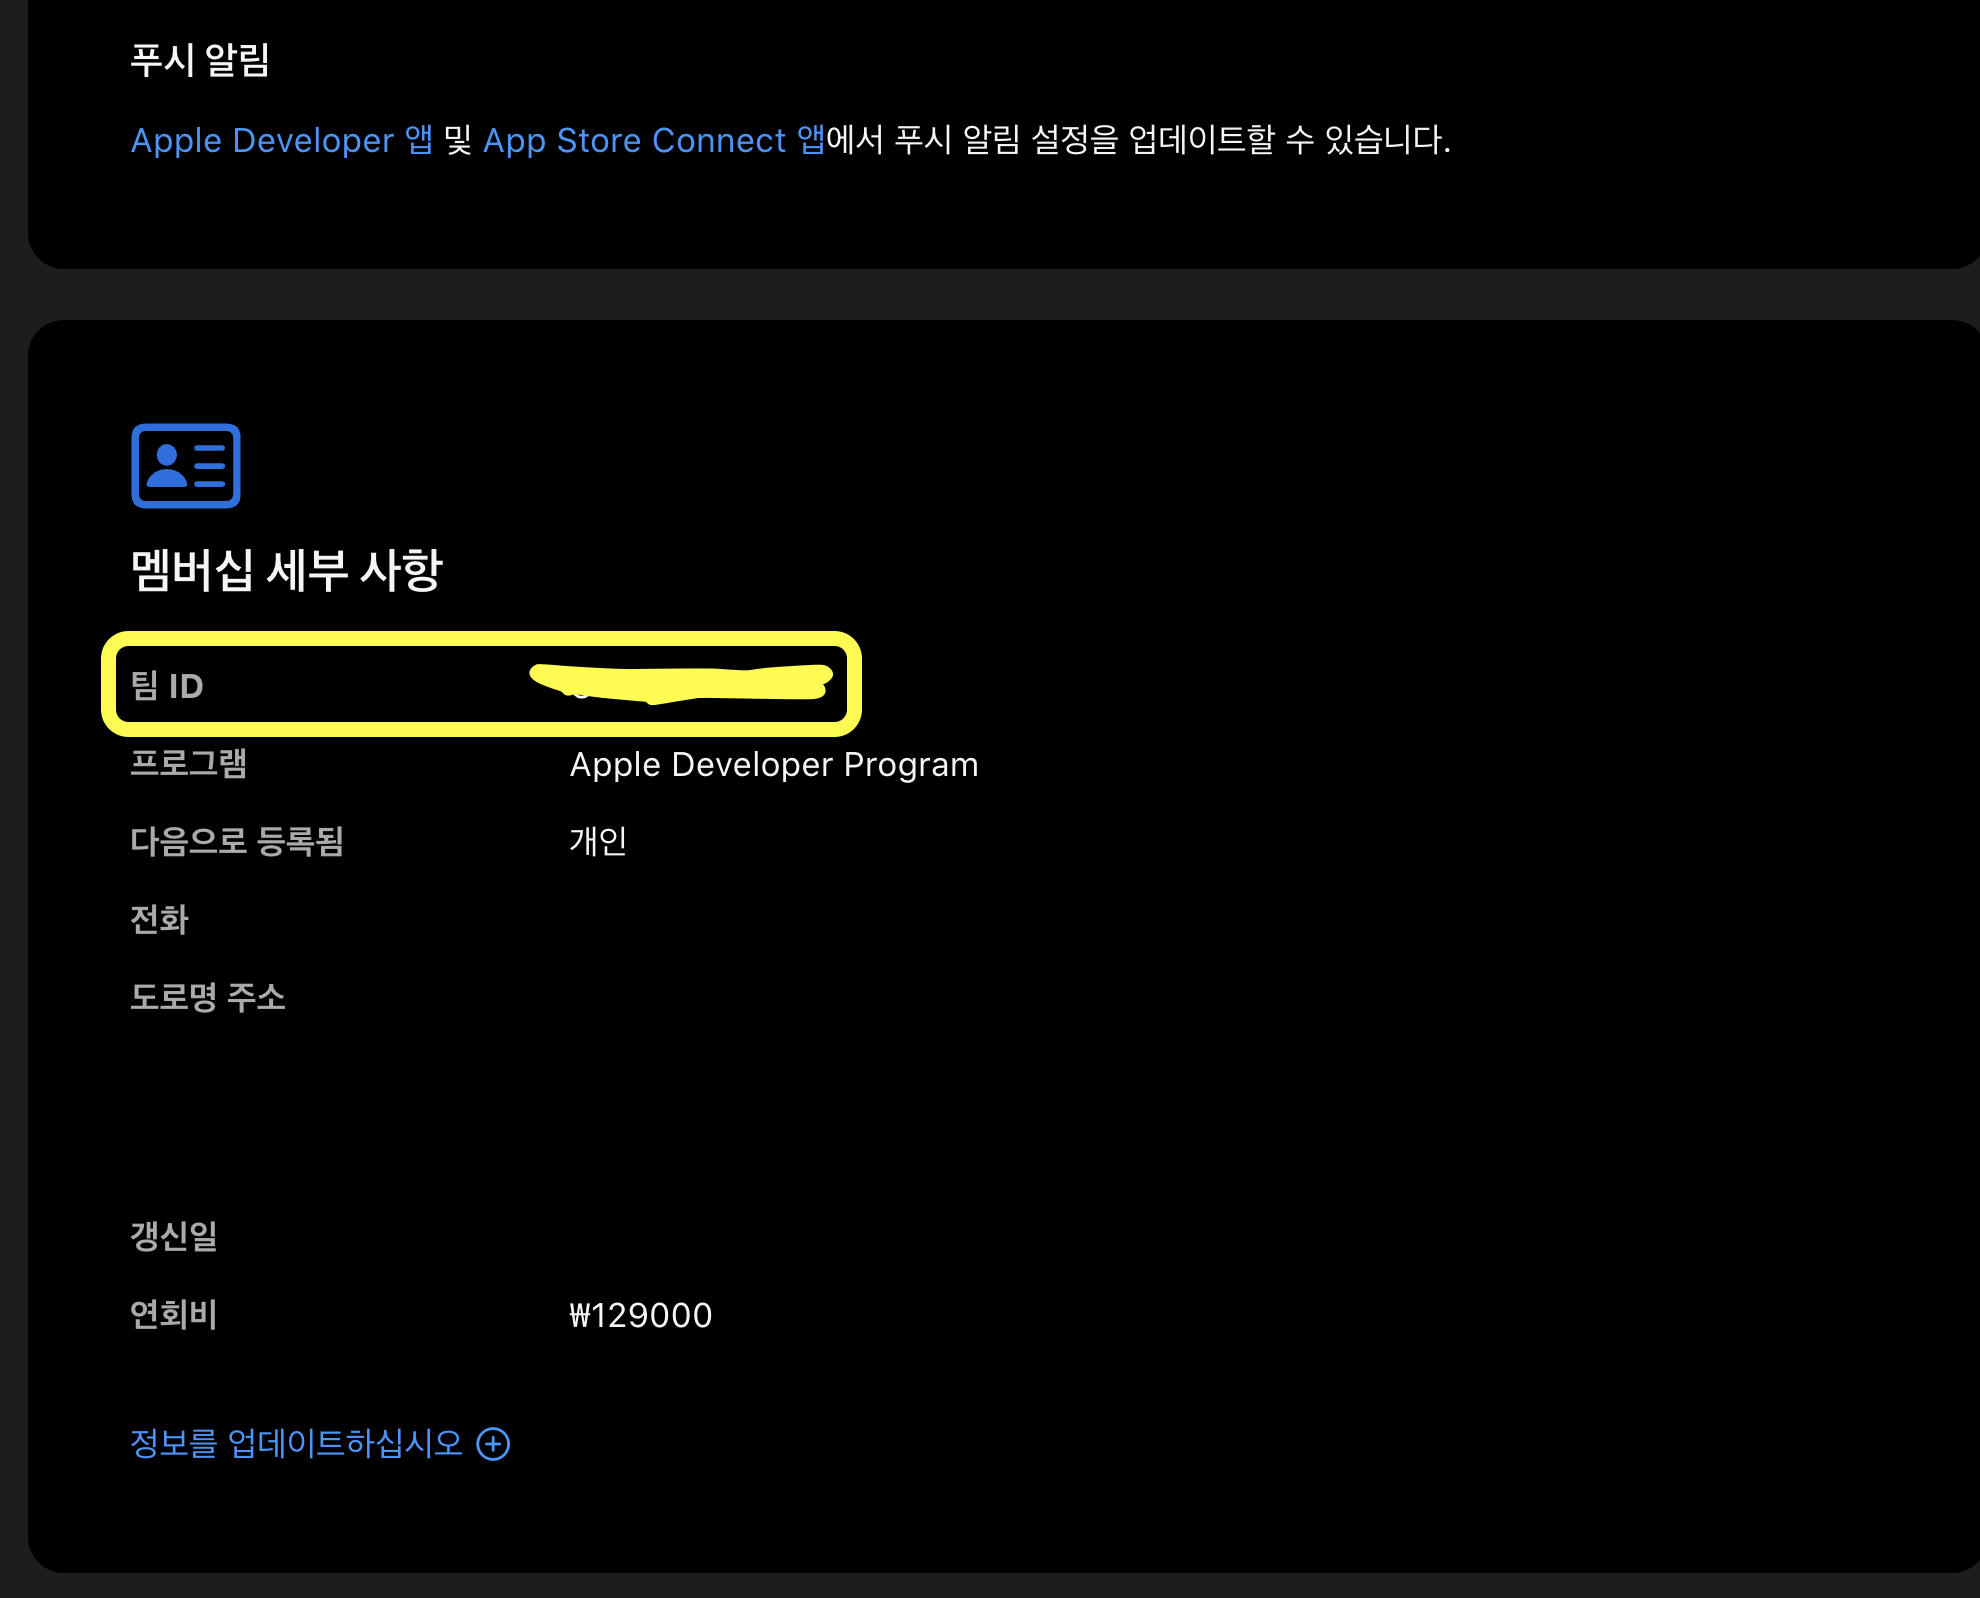 푸시 알림
Apple Developer 앱 및 App Store Connect 앱에서 푸시 알림 설정을 업데이트할 수 있습니다.
멤버십 세부 사항
팀 ID
프로그램 Apple Developer Program
다음으로 등록됨 개인
전화
도로명 주소
갱신일
연회비 ₩129000
정보를 업데이트하십시오